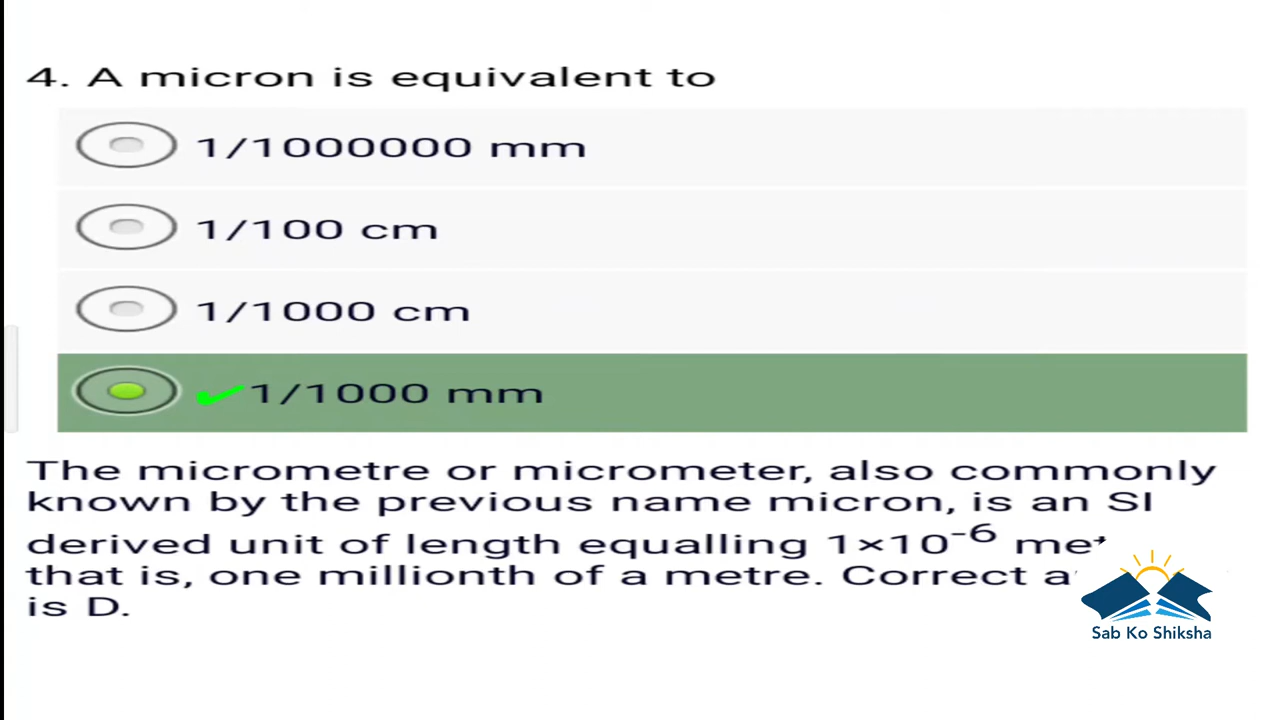 4. A micron is equivalent to
1/1000000 mm
1/100 cm
1/1000 cm
✔1/1000 mm
The micrometre or micrometer, also commonly
known by the previous name micron, is an SI
derived unit of length equalling 1×10⁻⁶
that is, one millionth of a metre. Correct
is D.
Sab Ko Shiksha